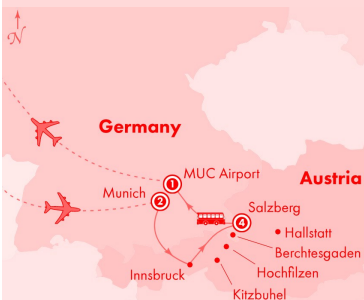 N
Germany
MUC Airport
1
Austria
Munich
2
Salzberg
4
Hallstatt
Berchtesgaden
Innsbruck
Hochfilzen
Kitzbuhel